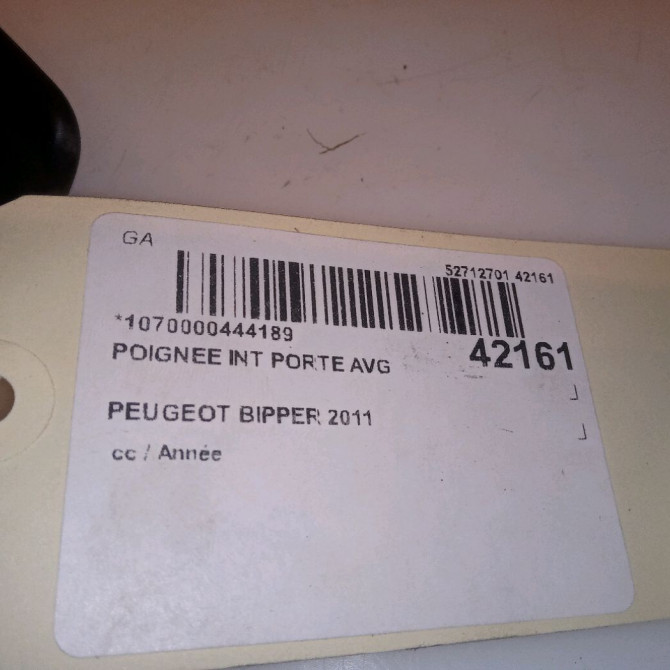 GA
52712701 42161
*1070000444189
42161
POIGNEE INT PORTE AVG
PEUGEOT BIPPER 2011
cc / Année